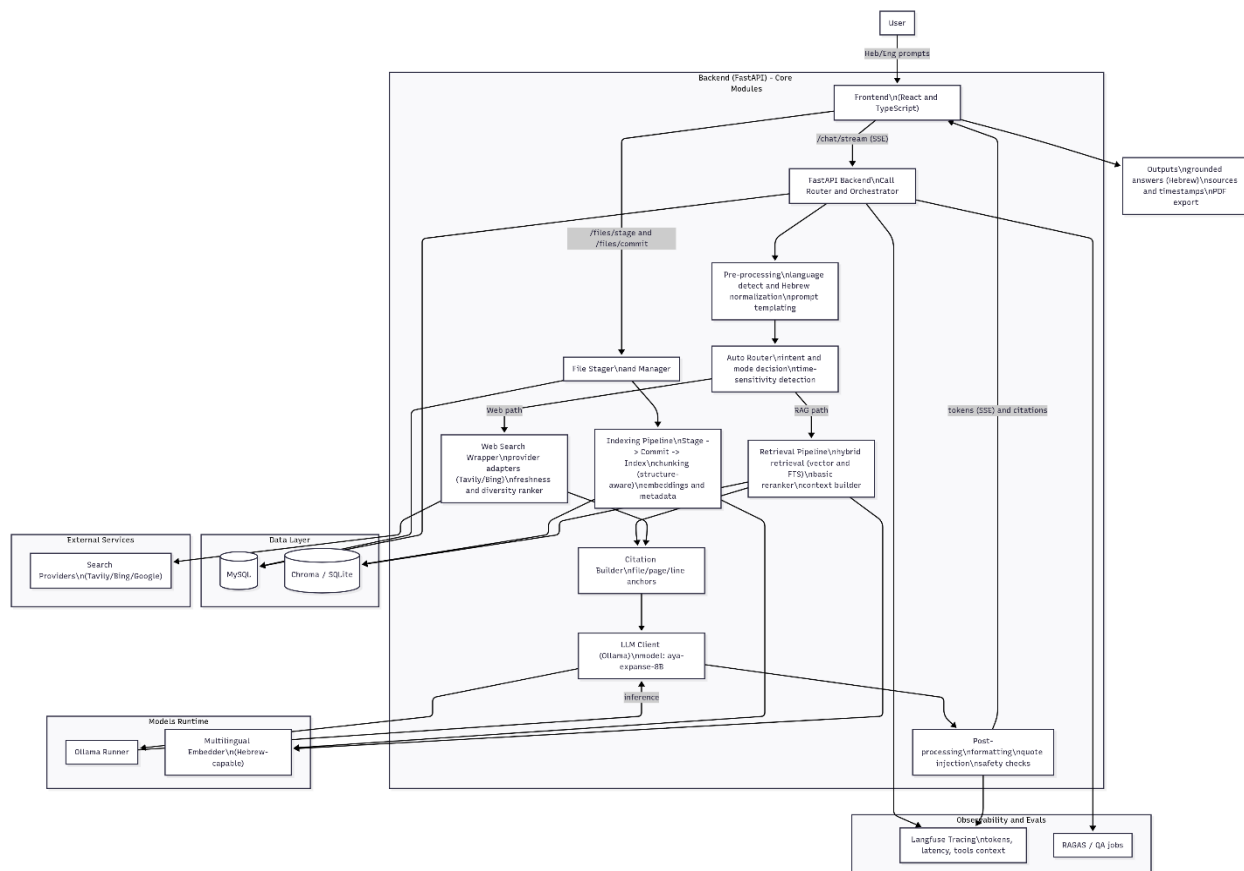 User
Heb/Eng prompts
Backend (FastAPI) - Core
Modules
Frontend\n(React and
TypeScript)
/chat/stream (SSL)
Outputs\ngrounded
answers (Hebrew)\nsources
and timestamps\nPDF
export
FastAPI Backend\nCall
Router and Orchestrator
/files/stage and
/files/commit
Pre-processing\nlanguage
detect and Hebrew
normalization\nprompt
templating
File Stager\nand Manager
Auto Router\nintent and
mode decision\ntime-
sensitivity detection
Web path
RAG path
tokens (SSE) and citations
Web Search
Wrapper\nprovider
adapters
(Tavily/Bing)\nfreshness
and diversity ranker
Indexing Pipeline\nStage -
> Commit ->
Index\nchunking
(structure-
aware)\nembeddings and
metadata
Retrieval Pipeline\nhybrid
retrieval (vector and
FTS)\nbasic
reranker\ncontext builder
External Services
Search
Providers\n(Tavily/Bing/Google)
Data Layer
MySQL
Chroma / SQLite
Citation
Builder\nfile/page/line
anchors
LLM Client
(Ollama)\nmodel: aya-
expanse-8B
inference
Models Runtime
Ollama Runner
Multilingual
Embedder\n(Hebrew-
capable)
Post-
processing\nformatting\nquote
injection\nsafety checks
Observability and Evals
Langfuse Tracing\ntokens,
latency, tools context
RAGAS / QA jobs